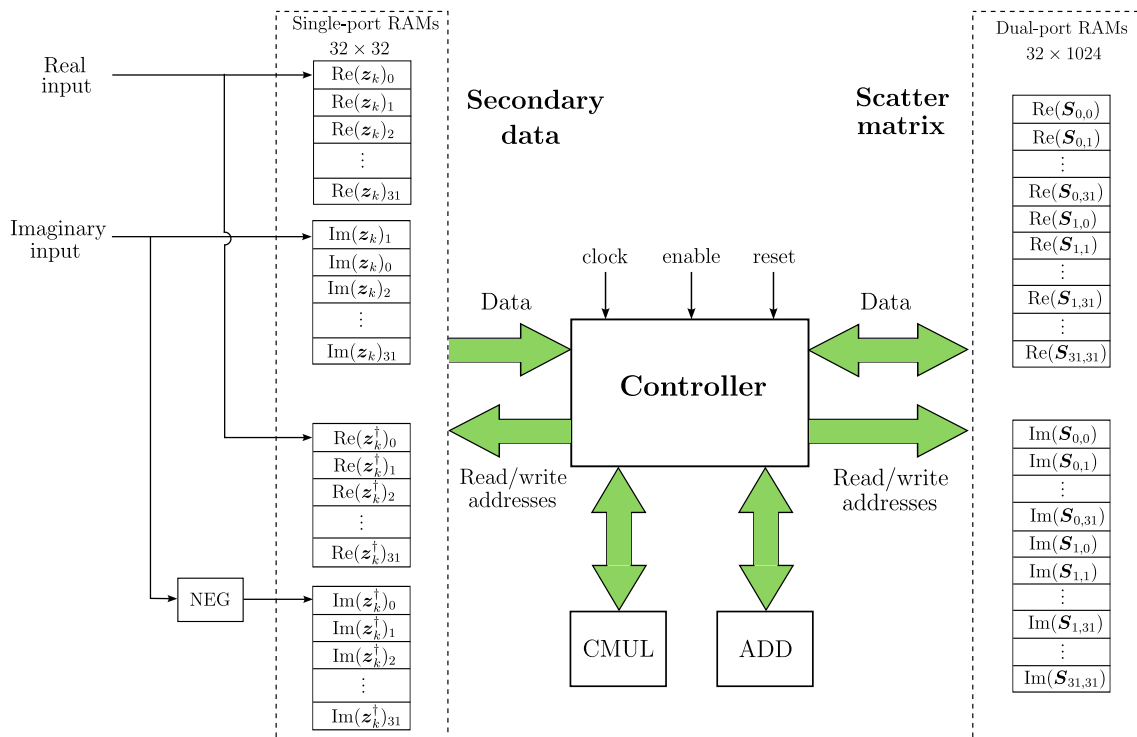 Single-port RAMs
32 × 32
Real
input
Re(z_k)_0
Re(z_k)_1
Re(z_k)_2
⋮
Re(z_k)_31
Imaginary
input
Im(z_k)_1
Im(z_k)_0
Im(z_k)_2
⋮
Im(z_k)_31
Re(z_k^†)_0
Re(z_k^†)_1
Re(z_k^†)_2
⋮
Re(z_k^†)_31
NEG
Im(z_k^†)_0
Im(z_k^†)_1
Im(z_k^†)_2
⋮
Im(z_k^†)_31
Secondary
data
Data
Read/write
addresses
clock
enable
reset
Controller
CMUL
ADD
Scatter
matrix
Data
Read/write
addresses
Dual-port RAMs
32 × 1024
Re(S_0,0)
Re(S_0,1)
⋮
Re(S_0,31)
Re(S_1,0)
Re(S_1,1)
⋮
Re(S_1,31)
⋮
Re(S_31,31)
Im(S_0,0)
Im(S_0,1)
⋮
Im(S_0,31)
Im(S_1,0)
Im(S_1,1)
⋮
Im(S_1,31)
⋮
Im(S_31,31)